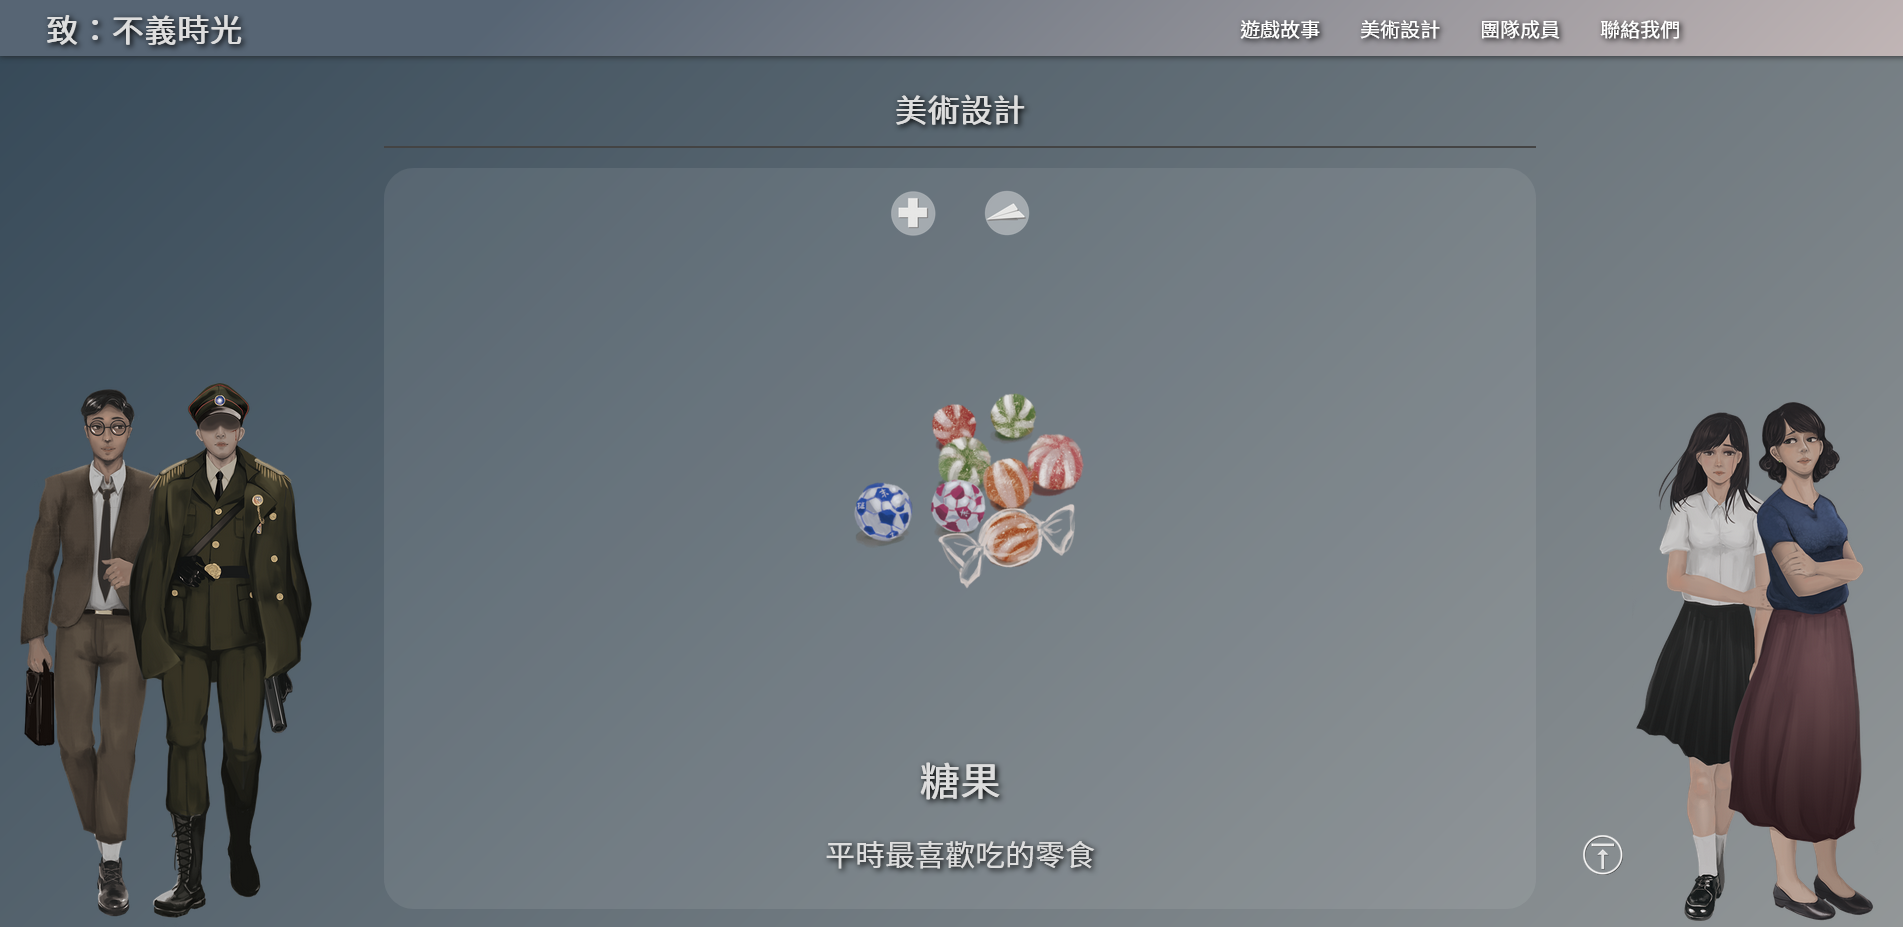 致：不義時光
遊戲故事
美術設計
團隊成員
聯絡我們
美術設計
糖果
平時最喜歡吃的零食